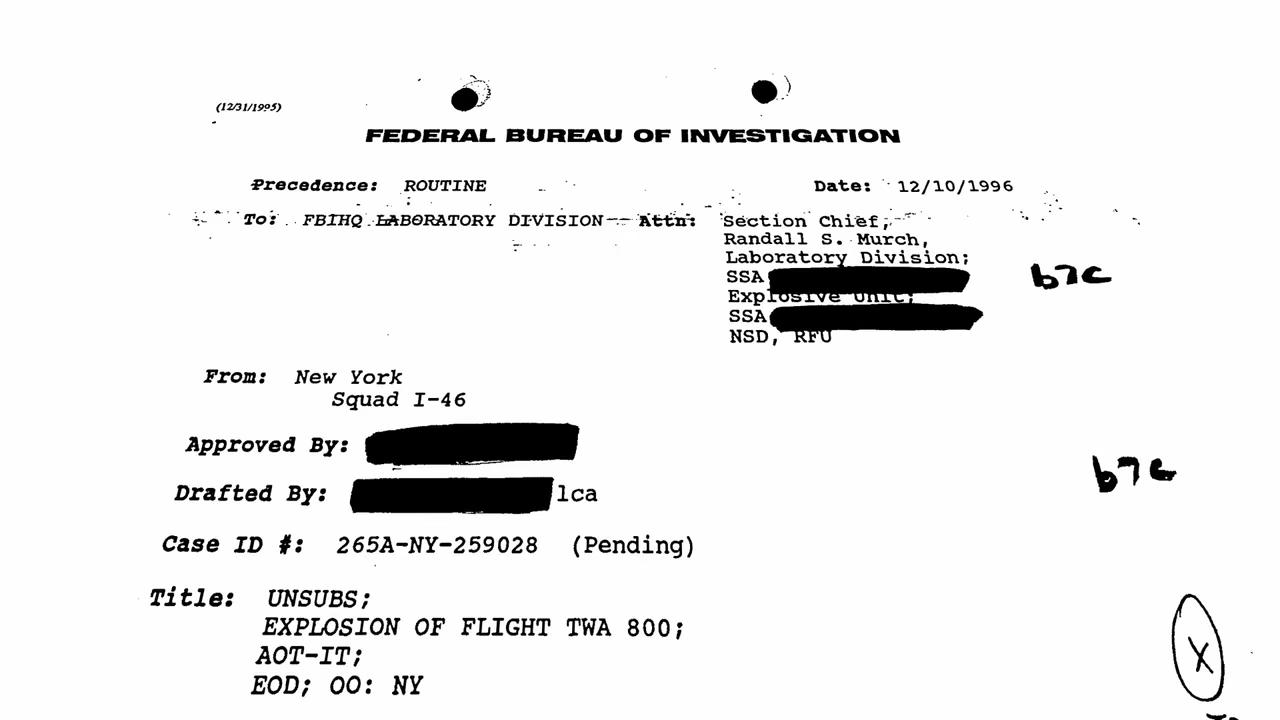 (12/31/1995)
FEDERAL BUREAU OF INVESTIGATION
Precedence: ROUTINE Date: 12/10/1996
To: FBIHQ LABORATORY DIVISION Attn: Section Chief,
Randall S. Murch,
Laboratory Division;
SSA
b7c
Explosive Unit;
SSA
NSD, RFU
From: New York
Squad I-46
Approved By:
b7c
Drafted By: lca
Case ID #: 265A-NY-259028 (Pending)
Title: UNSUBS;
EXPLOSION OF FLIGHT TWA 800;
AOT-IT;
EOD; OO: NY
X